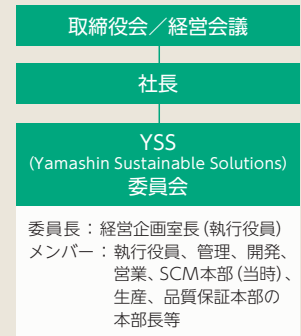 取締役会／経営会議
社長
YSS
(Yamashin Sustainable Solutions)
委員会
委員長：経営企画室長(執行役員)
メンバー：執行役員、管理、開発、
営業、SCM本部(当時)、
生産、品質保証本部の
本部長等